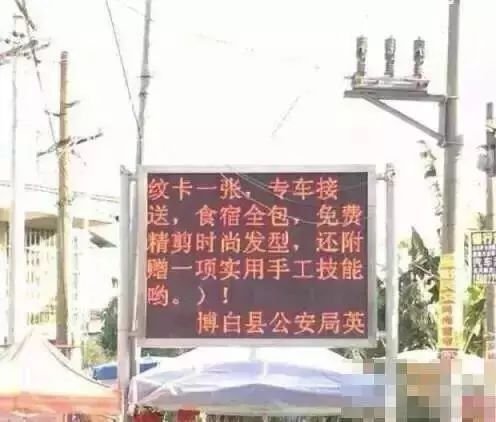 纹卡一张，专车接
送，食宿全包，免费
精剪时尚发型，还附
赠一项实用手工技能
哟。）！
博白县公安局英